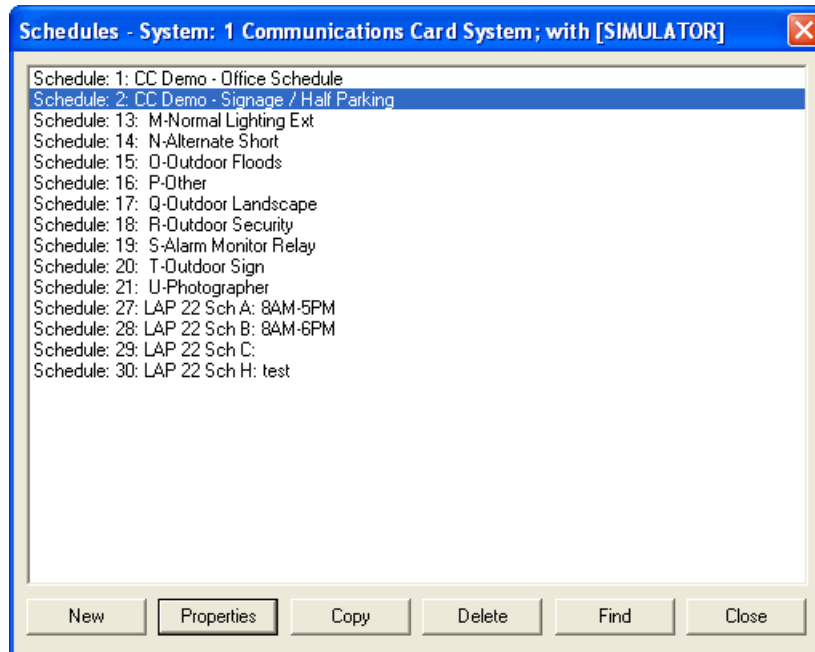 Schedules - System: 1 Communications Card System; with [SIMULATOR]
Schedule: 1: CC Demo - Office Schedule
Schedule: 2: CC Demo - Signage / Half Parking
Schedule: 13: M-Normal Lighting Ext
Schedule: 14: N-Alternate Short
Schedule: 15: O-Outdoor Floods
Schedule: 16: P-Other
Schedule: 17: Q-Outdoor Landscape
Schedule: 18: R-Outdoor Security
Schedule: 19: S-Alarm Monitor Relay
Schedule: 20: T-Outdoor Sign
Schedule: 21: U-Photographer
Schedule: 27: LAP 22 Sch A: 8AM-5PM
Schedule: 28: LAP 22 Sch B: 8AM-6PM
Schedule: 29: LAP 22 Sch C:
Schedule: 30: LAP 22 Sch H: test
New Properties Copy Delete Find Close